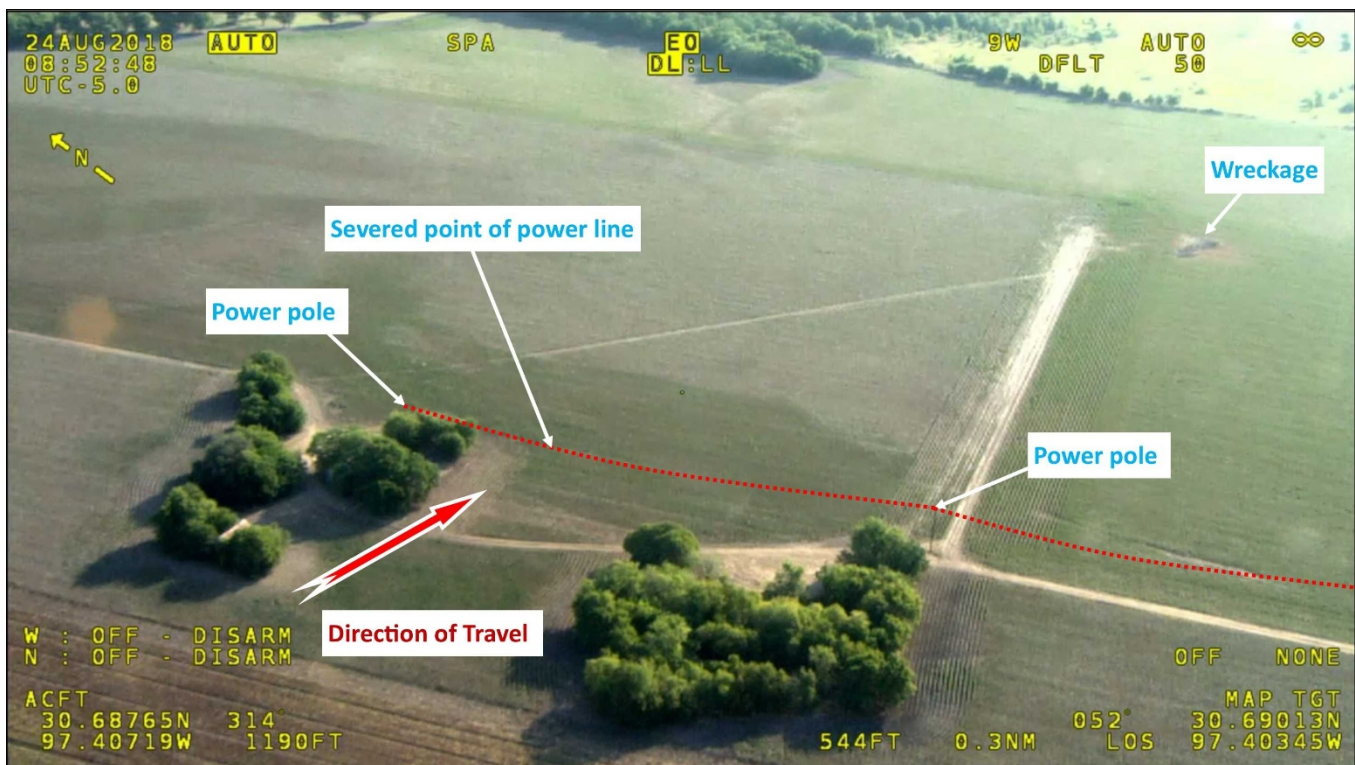 24AUG2018 AUTO SPA EO 9W AUTO ∞
08:52:48 DL:LL DFLT 50
UTC-5.0
N
Wreckage
Severed point of power line
Power pole
Power pole
Direction of Travel
W : OFF - DISARM
N : OFF - DISARM
OFF NONE
ACFT MAP TGT
30.68765N 314° 052° 30.69013N
97.40719W 1190FT 544FT 0.3NM LOS 97.40345W